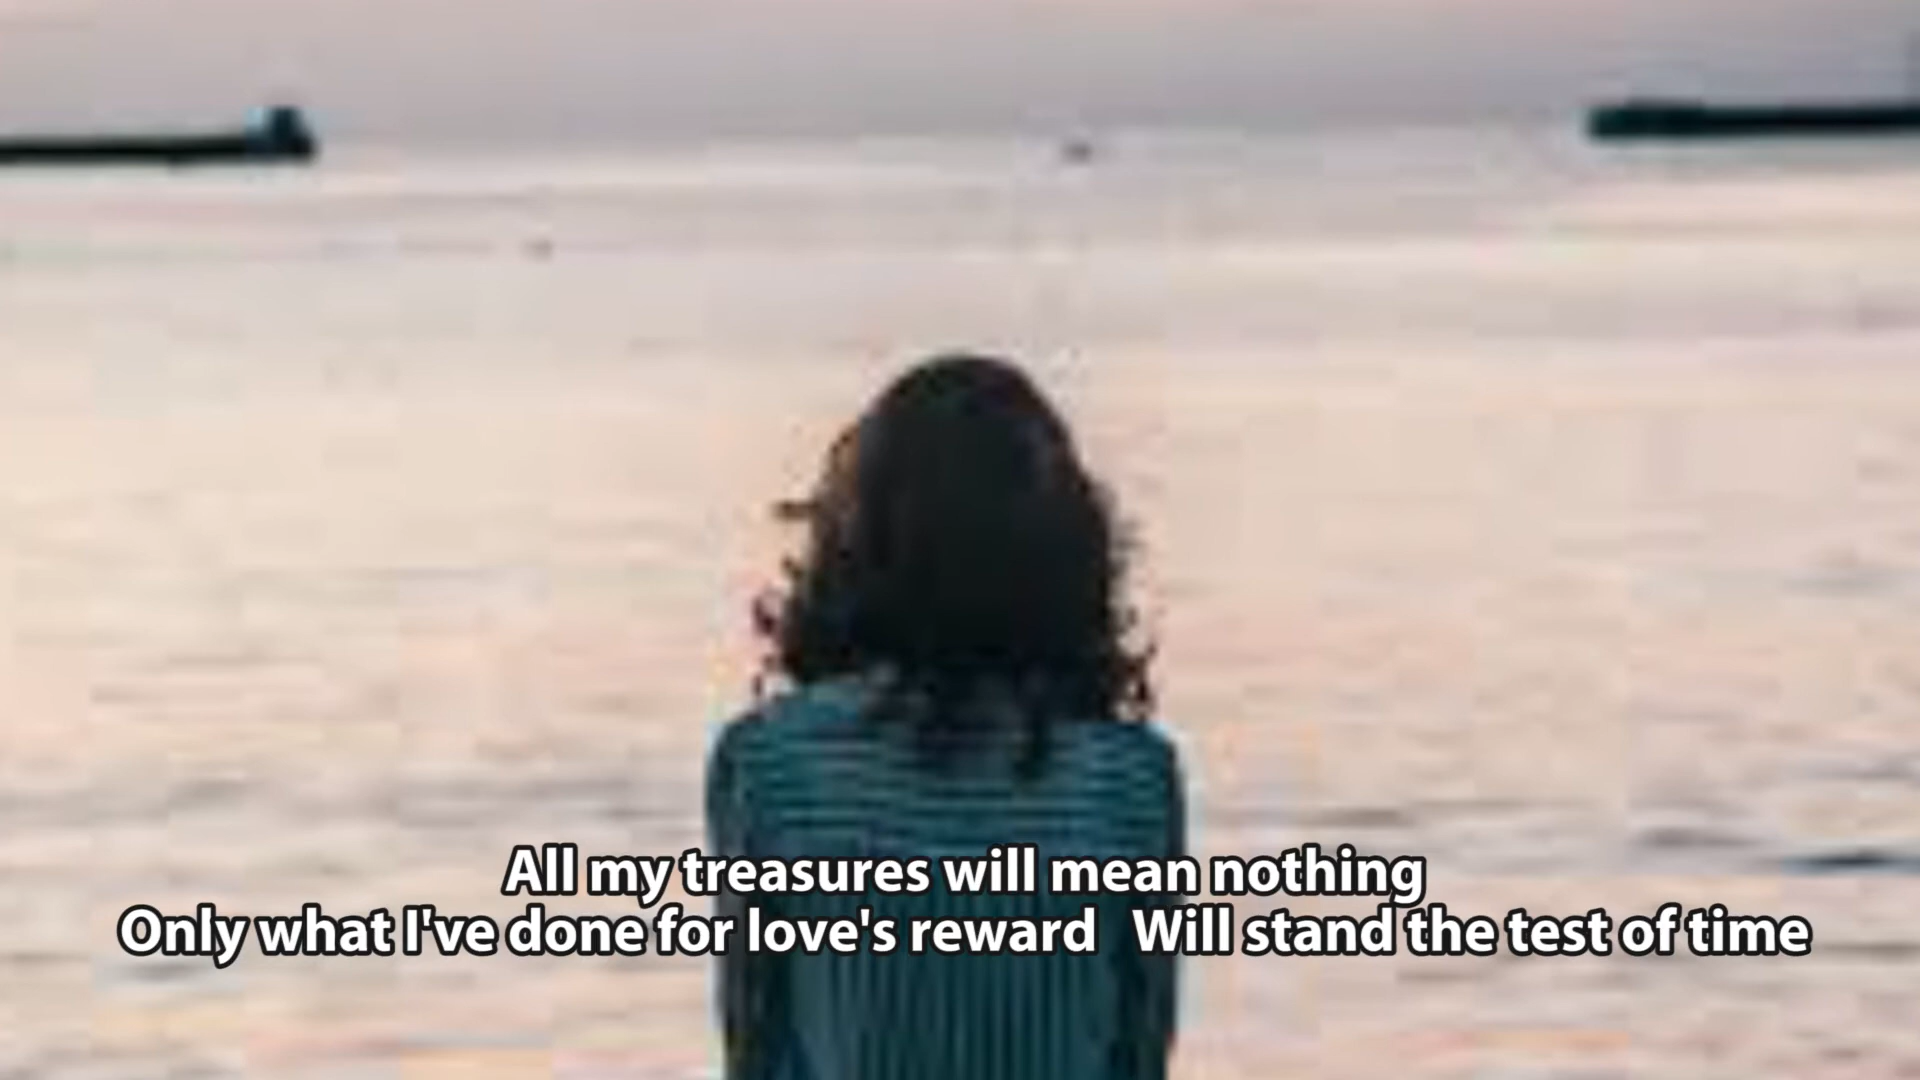 All my treasures will mean nothing
Only what I've done for love's reward   Will stand the test of time